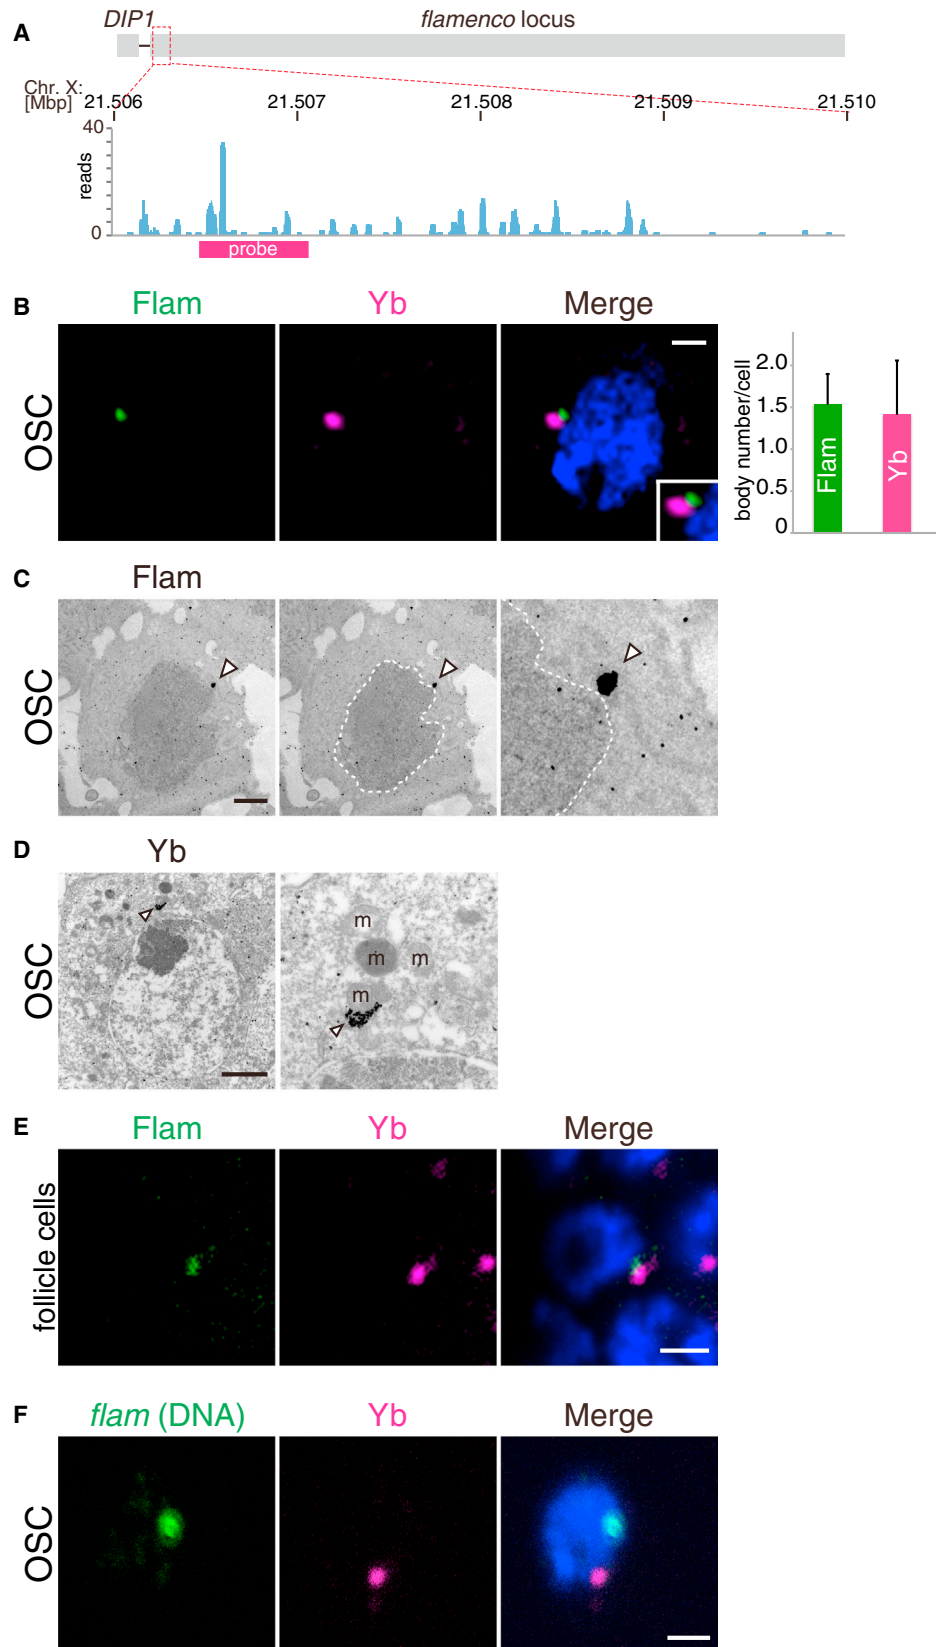 A
DIP1 flamenco locus
Chr. X:
[Mbp] 21.506 21.507 21.508 21.509 21.510
40
reads
0
probe
B
Flam Yb Merge
OSC
body number/cell
2.0
1.5
1.0
0.5
0
Flam
Yb
C
Flam
OSC
D
Yb
OSC
m
m m
m
E
Flam Yb Merge
follicle cells
F
flam (DNA) Yb Merge
OSC